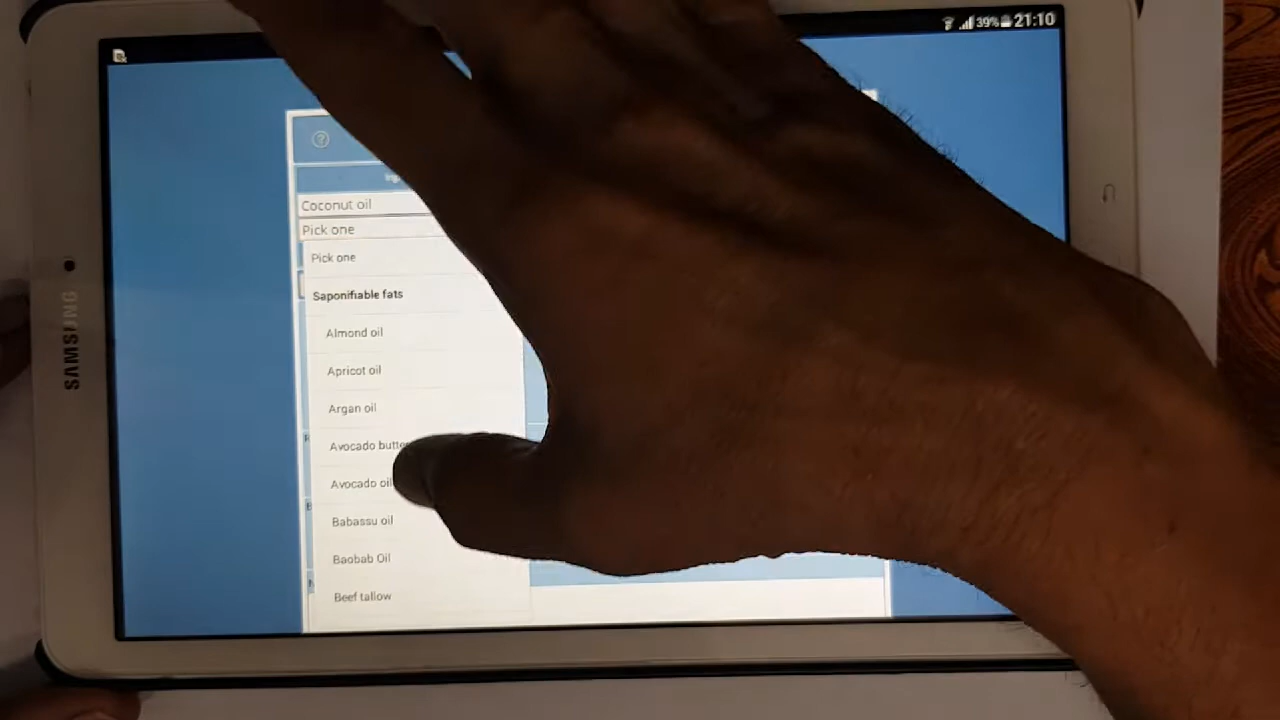 39% 21:10
?
Coconut oil
Pick one
Pick one
Saponifiable fats
Almond oil
Apricot oil
Argan oil
Avocado butter
Avocado oil
Babassu oil
Baobab Oil
Beef tallow
SAMSUNG